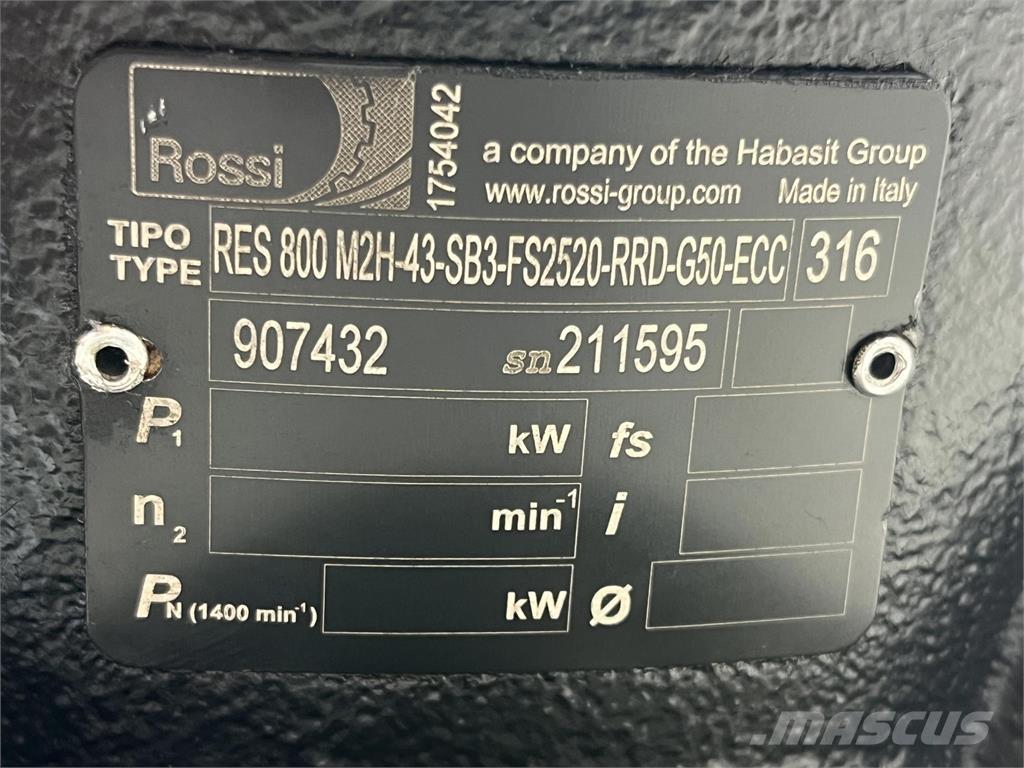 Rossi
1754042
a company of the Habasit Group
www.rossi-group.com Made in Italy
TIPO
TYPE
RES 800 M2H-43-SB3-FS2520-RRD-G50-ECC 316
907432 sn 211595
P1 kW fs
n2 min-1 i
PN (1400 min-1) kW Ø
MASCUS